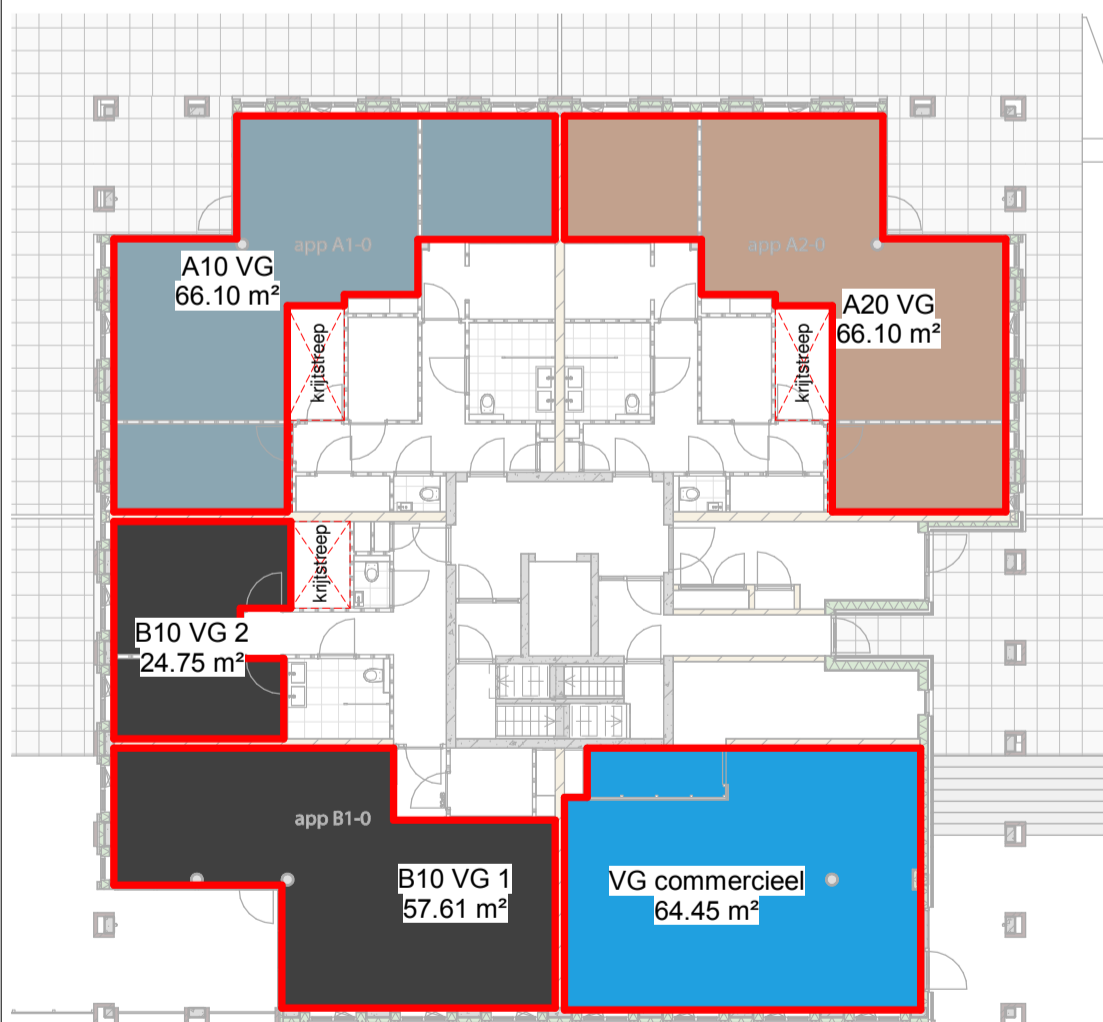 app A1-0
app A2-0
A10 VG
66.10 m²
A20 VG
66.10 m²
krijtstreep
krijtstreep
krijtstreep
B10 VG 2
24.75 m²
app B1-0
B10 VG 1
57.61 m²
VG commercieel
64.45 m²